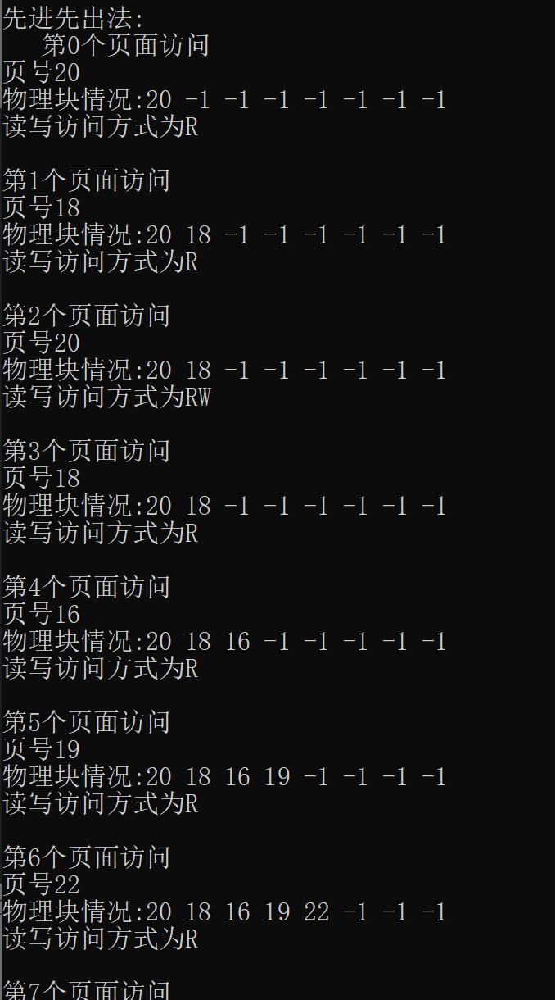 先进先出法:
第0个页面访问
页号20
物理块情况:20 -1 -1 -1 -1 -1 -1 -1
读写访问方式为R
第1个页面访问
页号18
物理块情况:20 18 -1 -1 -1 -1 -1 -1
读写访问方式为R
第2个页面访问
页号20
物理块情况:20 18 -1 -1 -1 -1 -1 -1
读写访问方式为RW
第3个页面访问
页号18
物理块情况:20 18 -1 -1 -1 -1 -1 -1
读写访问方式为R
第4个页面访问
页号16
物理块情况:20 18 16 -1 -1 -1 -1 -1
读写访问方式为R
第5个页面访问
页号19
物理块情况:20 18 16 19 -1 -1 -1 -1
读写访问方式为R
第6个页面访问
页号22
物理块情况:20 18 16 19 22 -1 -1 -1
读写访问方式为R
第7个页面访问